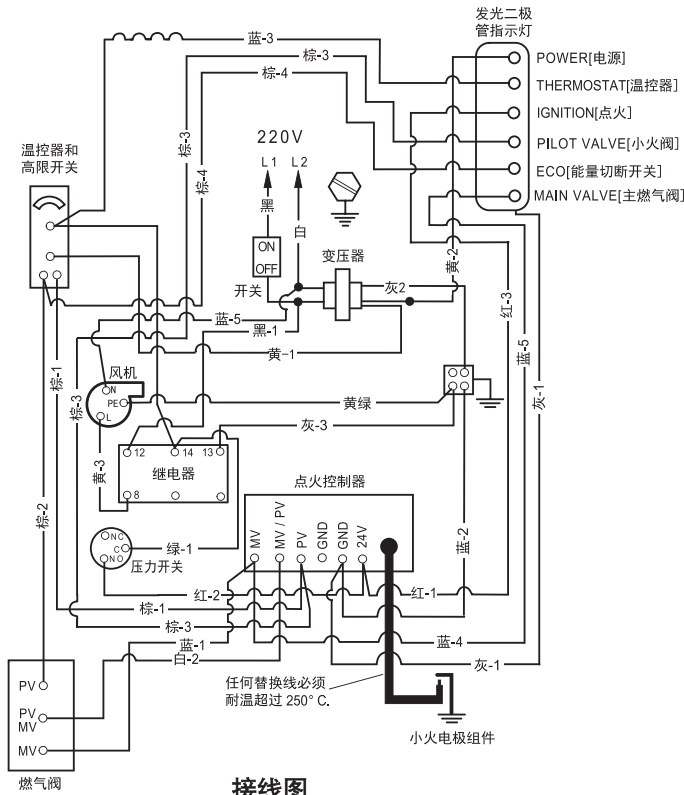 发光二极
管指示灯
POWER[电源]
THERMOSTAT[温控器]
IGNITION[点火]
PILOT VALVE[小火阀]
ECO[能量切断开关]
MAIN VALVE[主燃气阀]
蓝-3
棕-3
棕-4
温控器和
高限开关
棕-3
棕-4
220V
L1 L2
黑
白
ON
OFF
开关
变压器
灰2
黄-2
红-3
蓝-5
黑-1
黄-1
蓝-5
灰-1
棕-1
棕-3
风机
N
PE
L
黄绿
灰-3
黄-3
12 14 13
继电器
8
棕-2
点火控制器
MV
MV / PV
PV
GND
GND
24V
蓝-2
NC
C
NO
绿-1
压力开关
红-2
红-1
棕-1
棕-3
蓝-1
蓝-4
白-2
灰-1
PV
PV
MV
MV
燃气阀
任何替换线必须
耐温超过 250° C.
小火电极组件
接线图